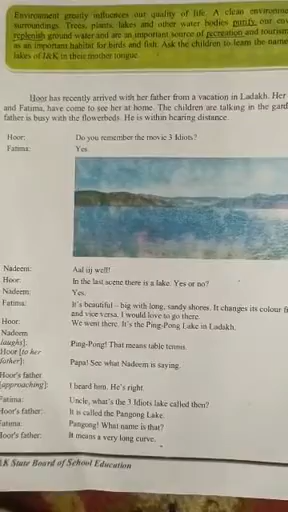 Environment greatly influences our quality of life. A clean
surroundings. Trees, plants, lakes and other water bodies purify our
replenish ground water and are an important source of recreation and tourism
as an important habitat for birds and fish. Ask the children to learn the name
lakes of J&K in their mother tongue.
Hoor has recently arrived with her father from a vacation in Ladakh. Her
and Fatima, have come to see her at home. The children are talking in the
father is busy with the flowerbeds. He is within hearing distance.
Hoor: Do you remember the movie 3 Idiots?
Fatima: Yes.
Nadeem: Aal iij well!
Hoor: In the last scene there is a lake. Yes or no?
Nadeem: Yes.
Fatima: It's beautiful – big with long, sandy shores. It changes its colour
and vice versa. I would love to go there.
Hoor: We went there. It's the Ping-Pong Lake in Ladakh.
Nadeem
laughs]: Ping-Pong! That means table tennis.
Hoor [to her
father]: Papa! See what Nadeem is saying.
Hoor's father
[approaching]: I heard him. He's right.
Fatima: Uncle, what's the 3 Idiots lake called then?
Hoor's father: It is called the Pangong Lake.
Fatima: Pangong! What name is that?
Hoor's father: It means a very long curve.
&K State Board of School Education